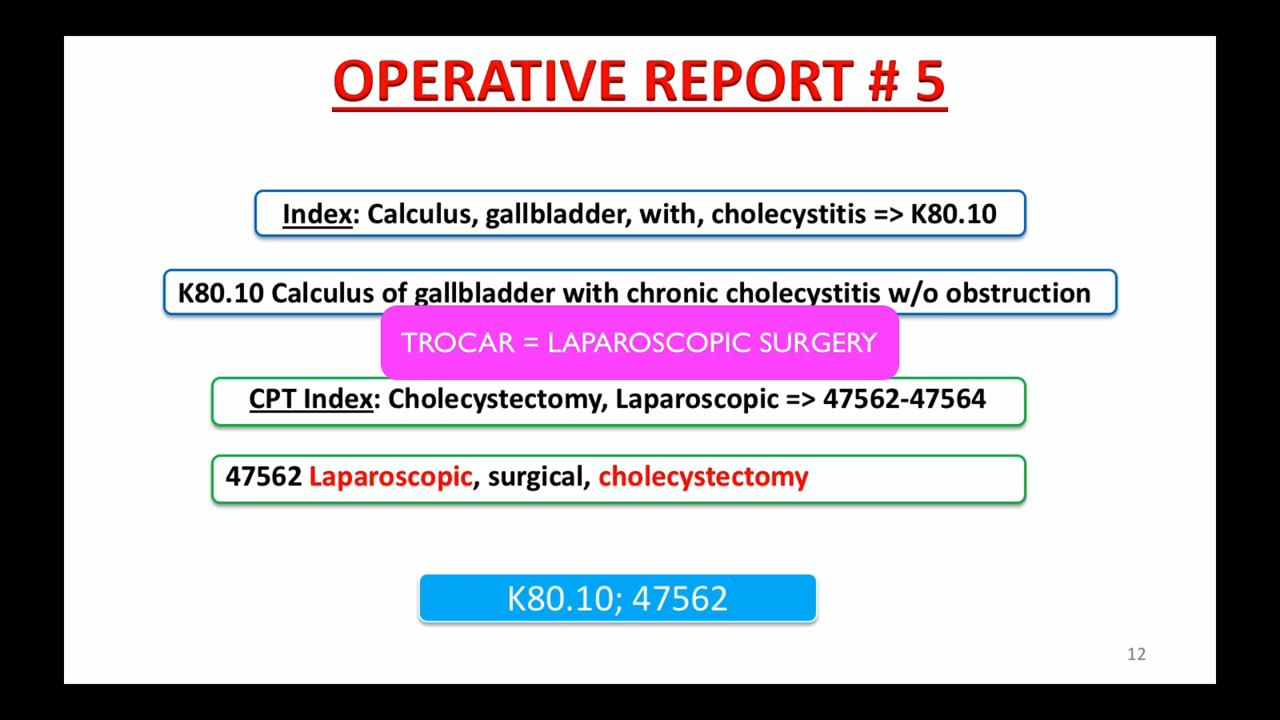 OPERATIVE REPORT # 5
Index: Calculus, gallbladder, with, cholecystitis => K80.10
K80.10 Calculus of gallbladder with chronic cholecystitis w/o obstruction
TROCAR = LAPAROSCOPIC SURGERY
CPT Index: Cholecystectomy, Laparoscopic => 47562-47564
47562 Laparoscopic, surgical, cholecystectomy
K80.10; 47562
12